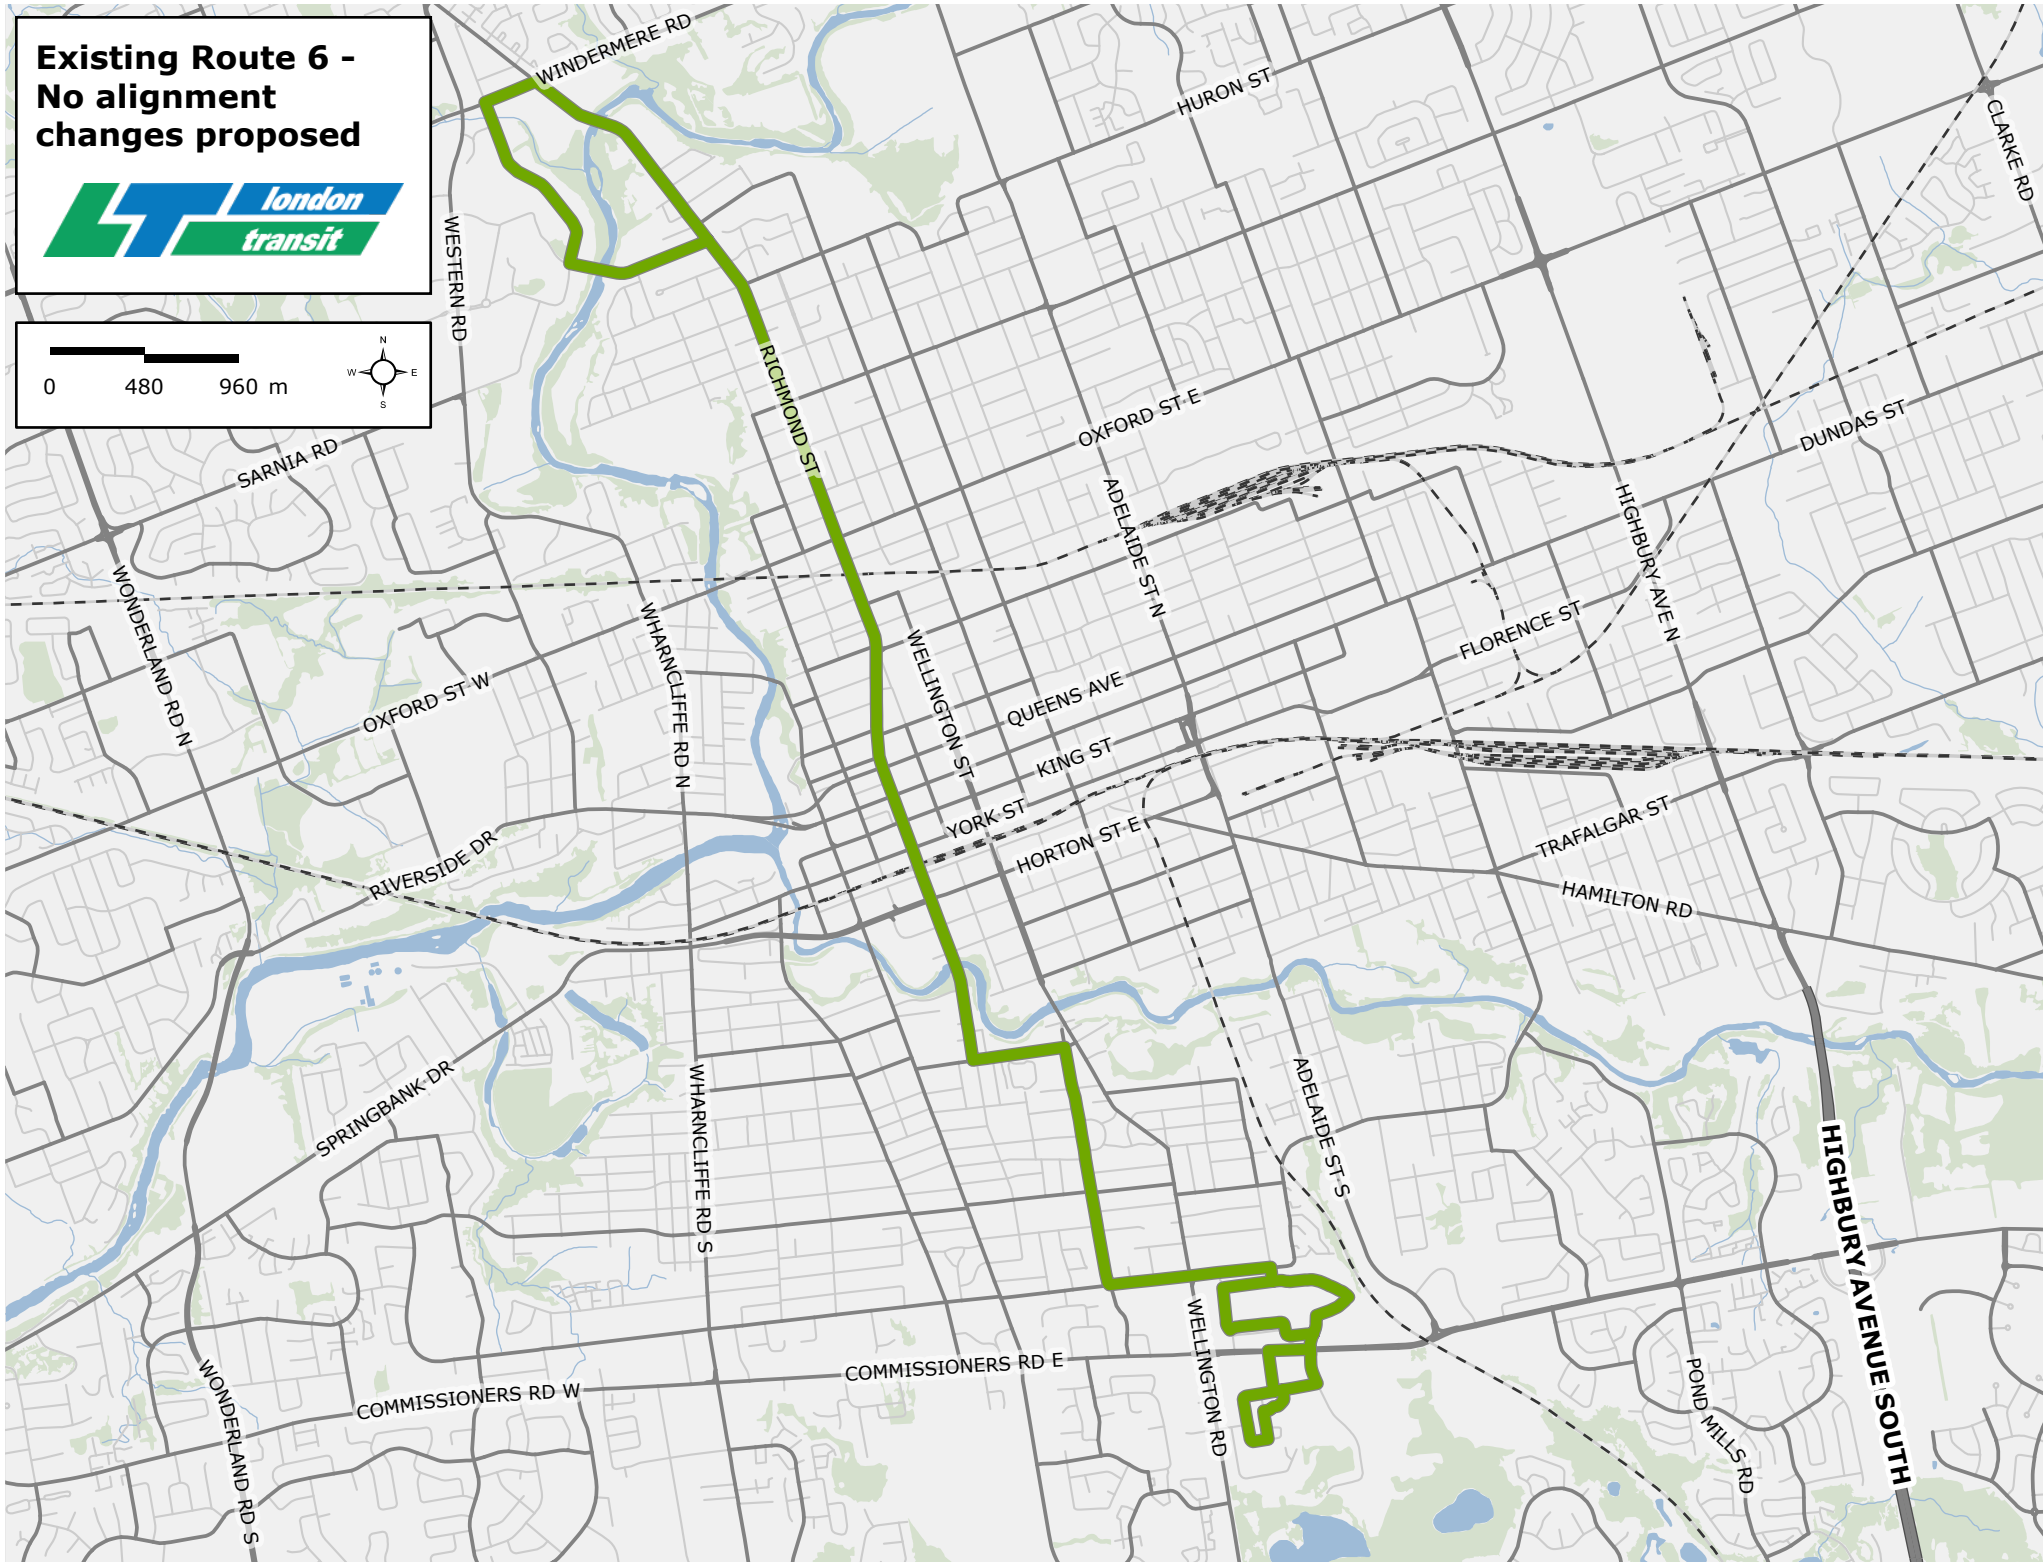 Existing Route 6 -
No alignment
changes proposed
london
transit
0 480 960 m
N
W E
S
WINDERMERE RD
HURON ST
CLARKE RD
WESTERN RD
RICHMOND ST
OXFORD ST E
DUNDAS ST
SARNIA RD
ADELAIDE ST N
HIGHBURY AVE N
WONDERLAND RD N
WHARNCLIFFE RD N
WELLINGTON ST
FLORENCE ST
OXFORD ST W
QUEENS AVE
KING ST
YORK ST
HORTON ST E
TRAFALGAR ST
RIVERSIDE DR
HAMILTON RD
SPRINGBANK DR
WHARNCLIFFE RD S
ADELAIDE ST S
HIGHBURY AVENUE SOUTH
WELLINGTON RD
COMMISSIONERS RD E
COMMISSIONERS RD W
WONDERLAND RD S
POND MILLS RD